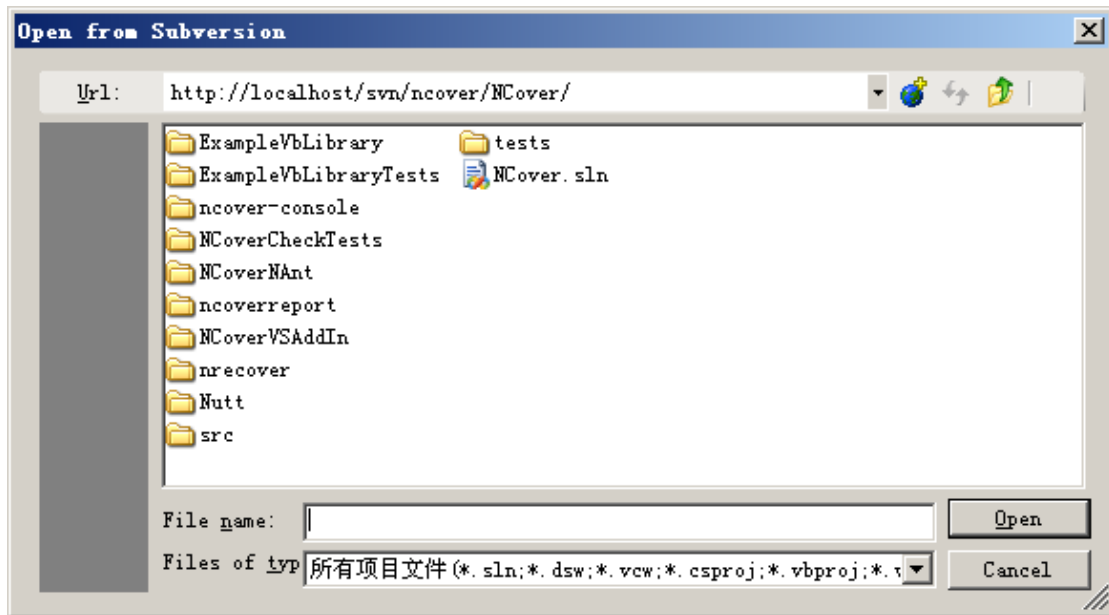 Open from Subversion
Url: http://localhost/svn/ncover/NCover/
ExampleVbLibrary
ExampleVbLibraryTests
ncover-console
NCoverCheckTests
NCoverNAnt
ncoverreport
NCoverVSAddIn
nrecover
Nutt
src
tests
NCover.sln
File name:
Open
Files of typ 所有项目文件(*.sln;*.dsw;*.vcw;*.csproj;*.vbproj;*.v
Cancel